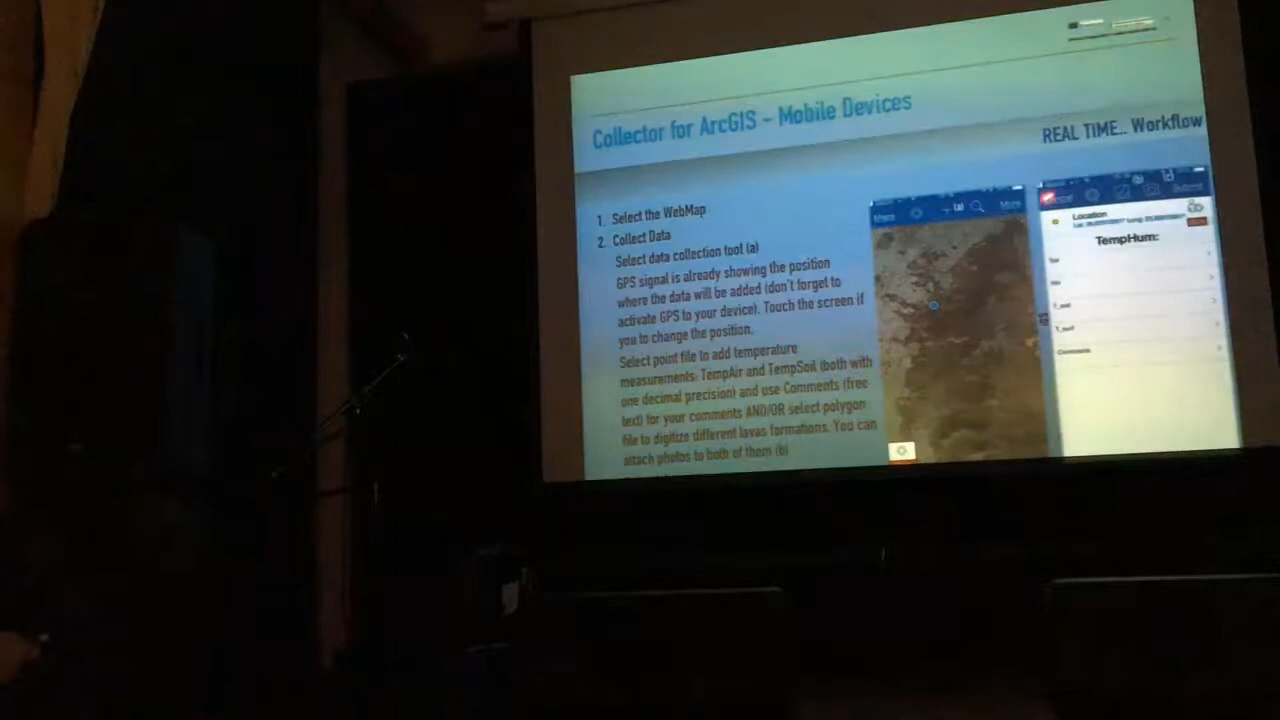 Collector for ArcGIS - Mobile Devices
REAL TIME.. Workflow
1. Select the WebMap
2. Collect Data
Select data collection tool (a)
GPS signal is already showing the position
where the data will be added (don't forget to
activate GPS to your device). Touch the screen if
you to change the position.
Select point file to add temperature
measurements: TempAir and TempSoil (both with
one decimal precision) and use Comments (free
text) for your comments AND/OR select polygon
file to digitize different lavas formations. You can
attach photos to both of them (b)
Maps
(a)
More
Submit
Location
TempHum:
Comments